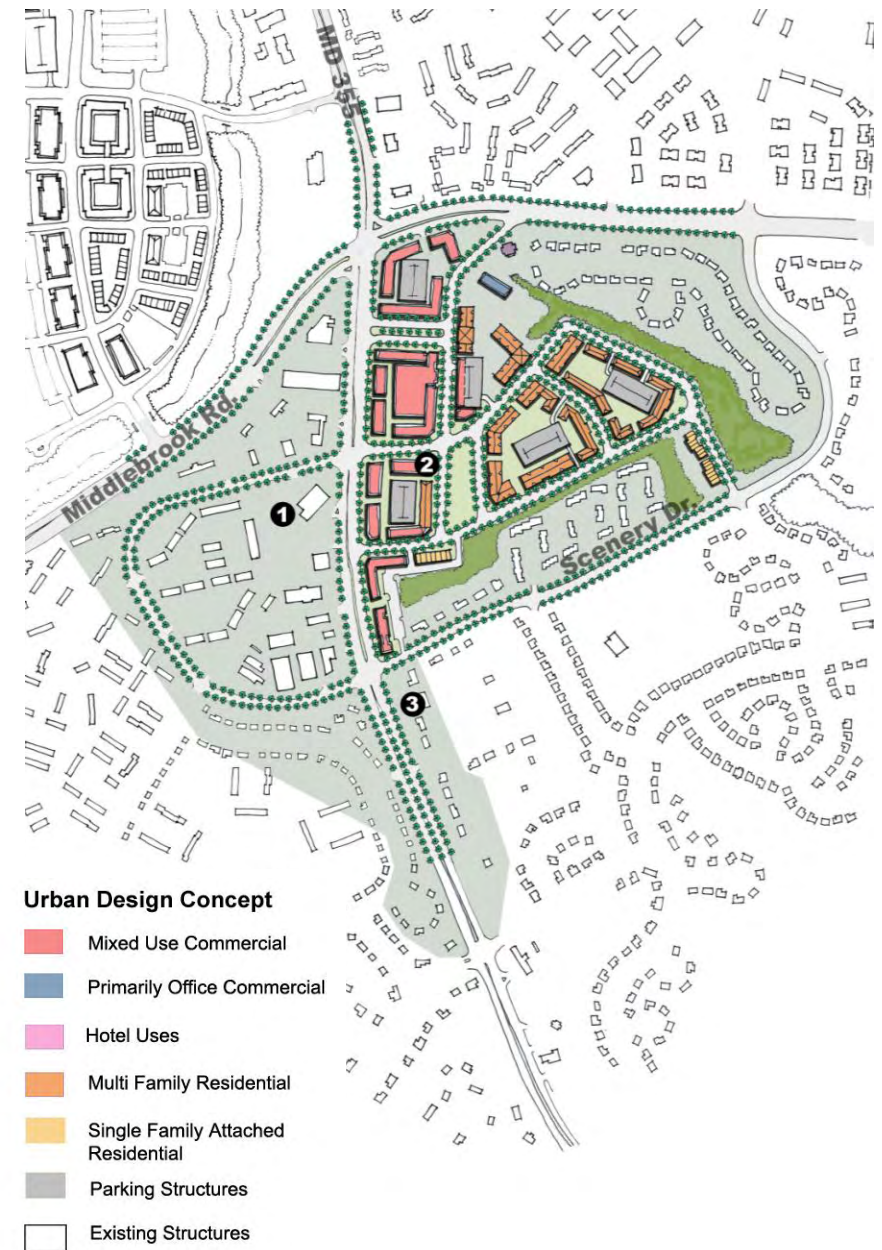 MD 355
Middlebrook Rd.
1
2
Scenery Dr.
3
Urban Design Concept
Mixed Use Commercial
Primarily Office Commercial
Hotel Uses
Multi Family Residential
Single Family Attached
Residential
Parking Structures
Existing Structures